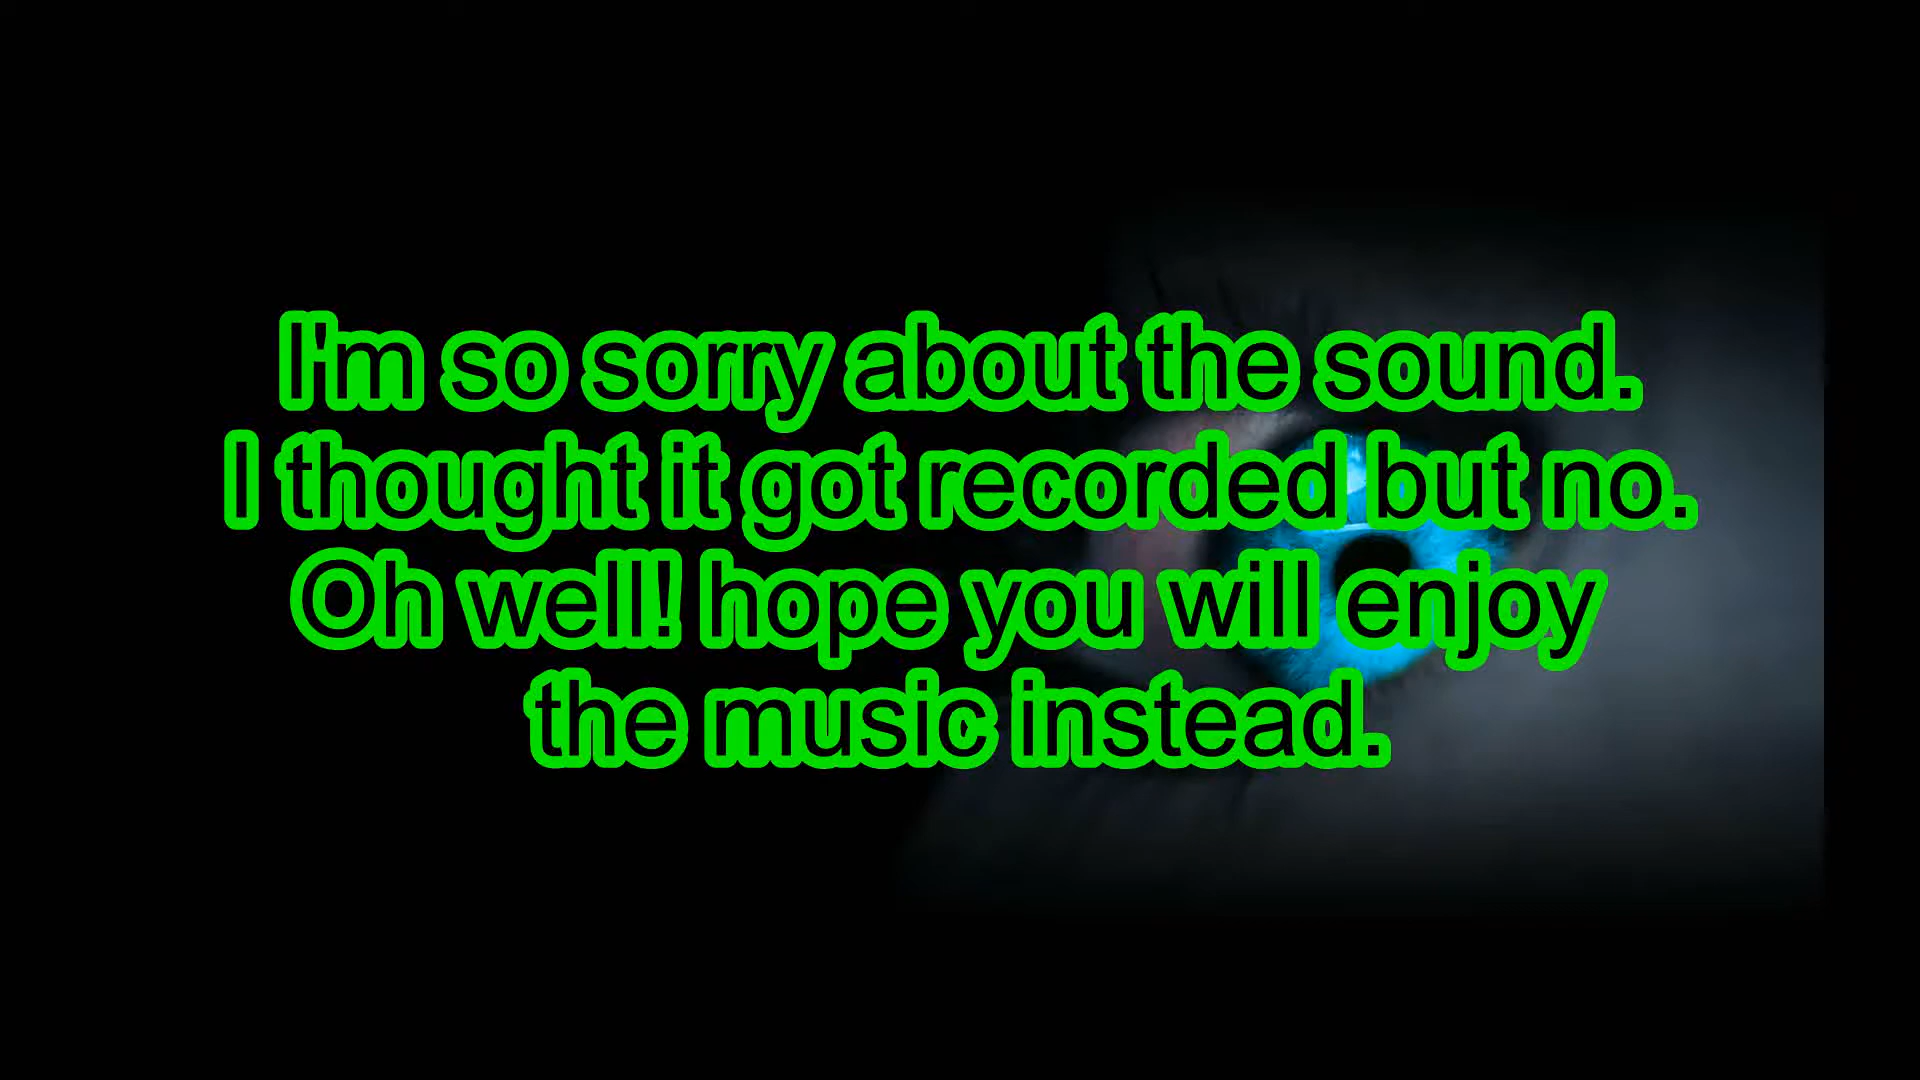 I'm so sorry about the sound.
I thought it got recorded but no.
Oh well! hope you will enjoy
the music instead.